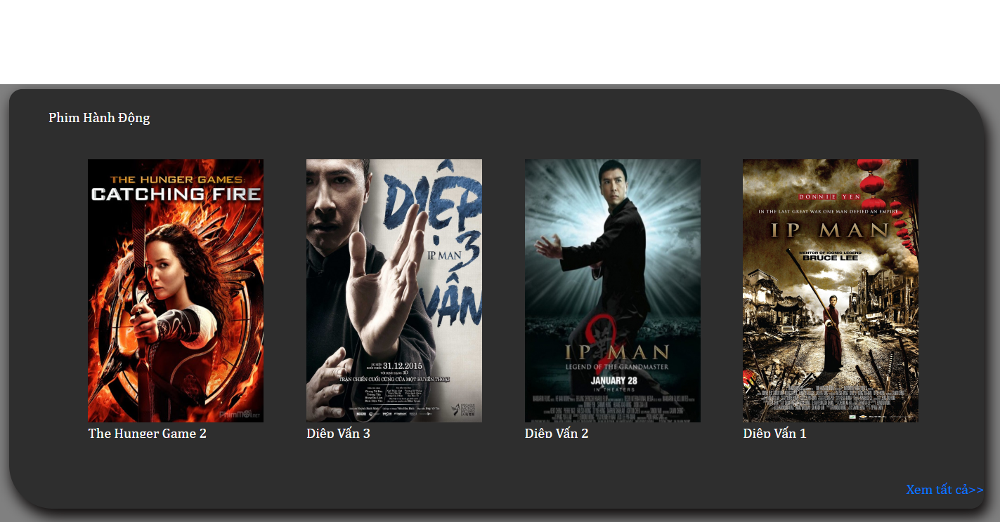 Phim Hành Động
THE HUNGER GAMES:
CATCHING FIRE
PhimMoi.net
The Hunger Game 2
DIỆP
IP MAN
3
VẤN
31.12.2015
TRẬN CHIẾN CUỐI CÙNG CỦA MỘT HUYỀN THOẠI
Diệp Vấn 3
2
IP MAN
LEGEND OF THE GRANDMASTER
JANUARY 28
IN THEATERS
Diệp Vấn 2
DONNIE YEN
IN THE LAST GREAT WAR ONE MAN DEFIED AN EMPIRE
IP MAN
MENTOR OF ICONIC LEGEND
BRUCE LEE
Diệp Vấn 1
Xem tất cả>>